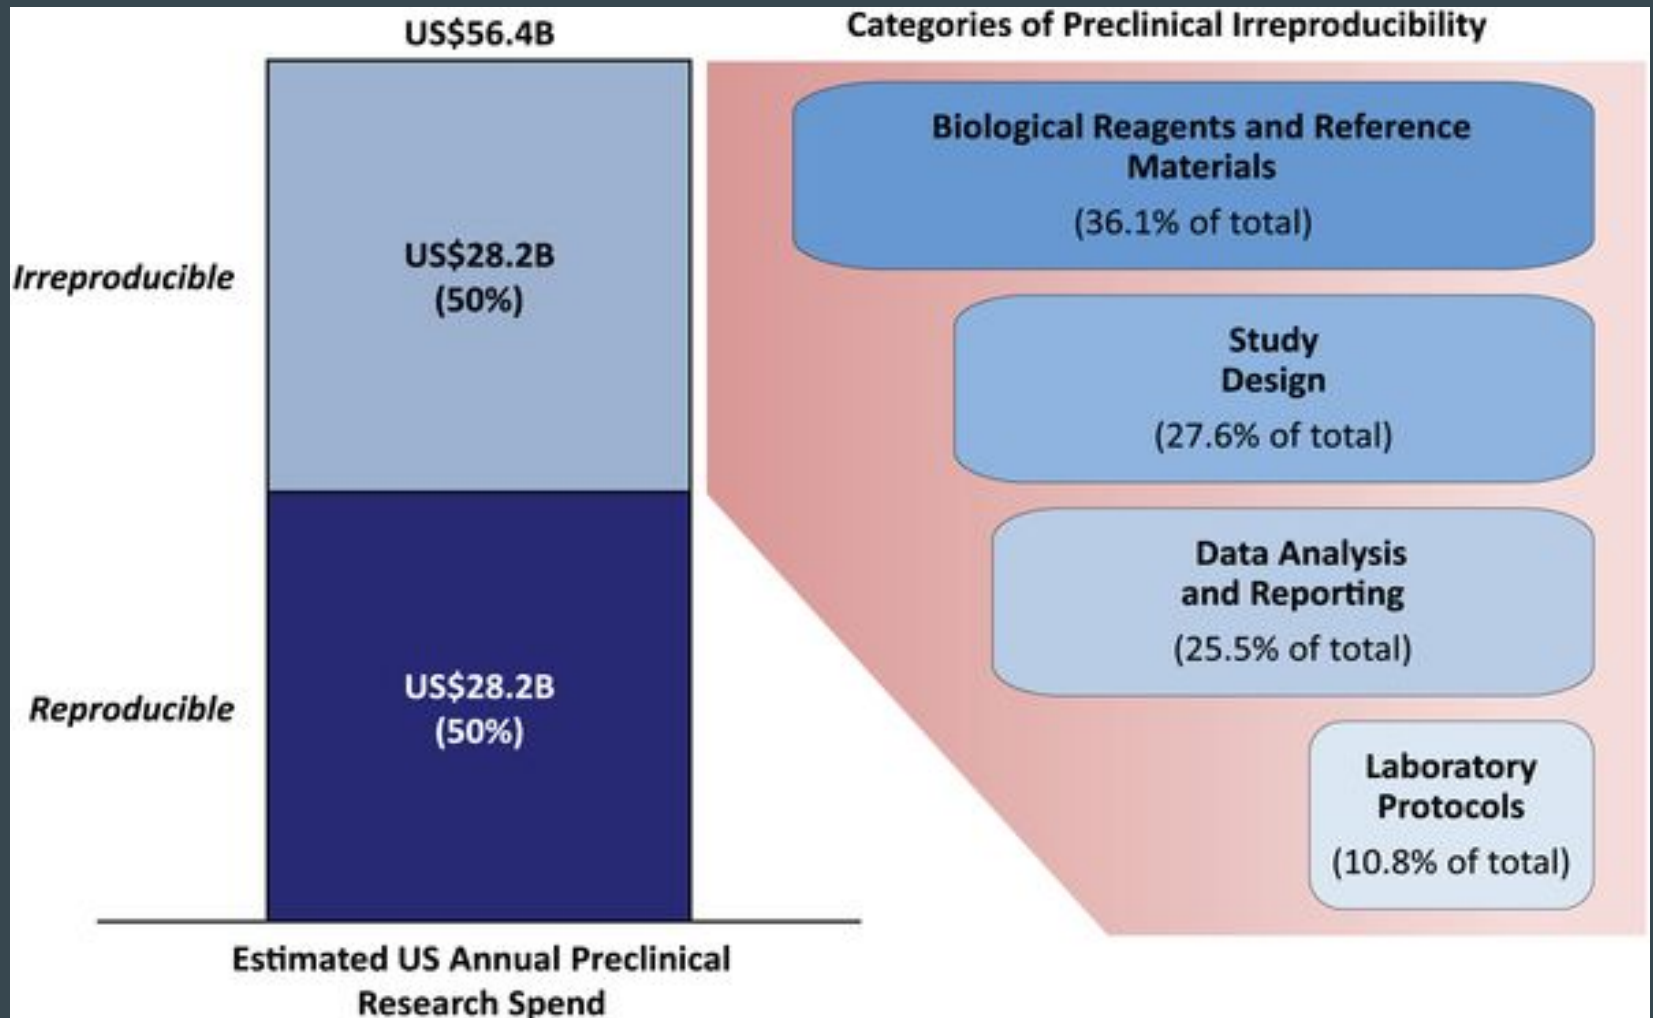 US$56.4B
Irreproducible
US$28.2B
(50%)
Reproducible
US$28.2B
(50%)
Estimated US Annual Preclinical
Research Spend
Categories of Preclinical Irreproducibility
Biological Reagents and Reference
Materials
(36.1% of total)
Study
Design
(27.6% of total)
Data Analysis
and Reporting
(25.5% of total)
Laboratory
Protocols
(10.8% of total)